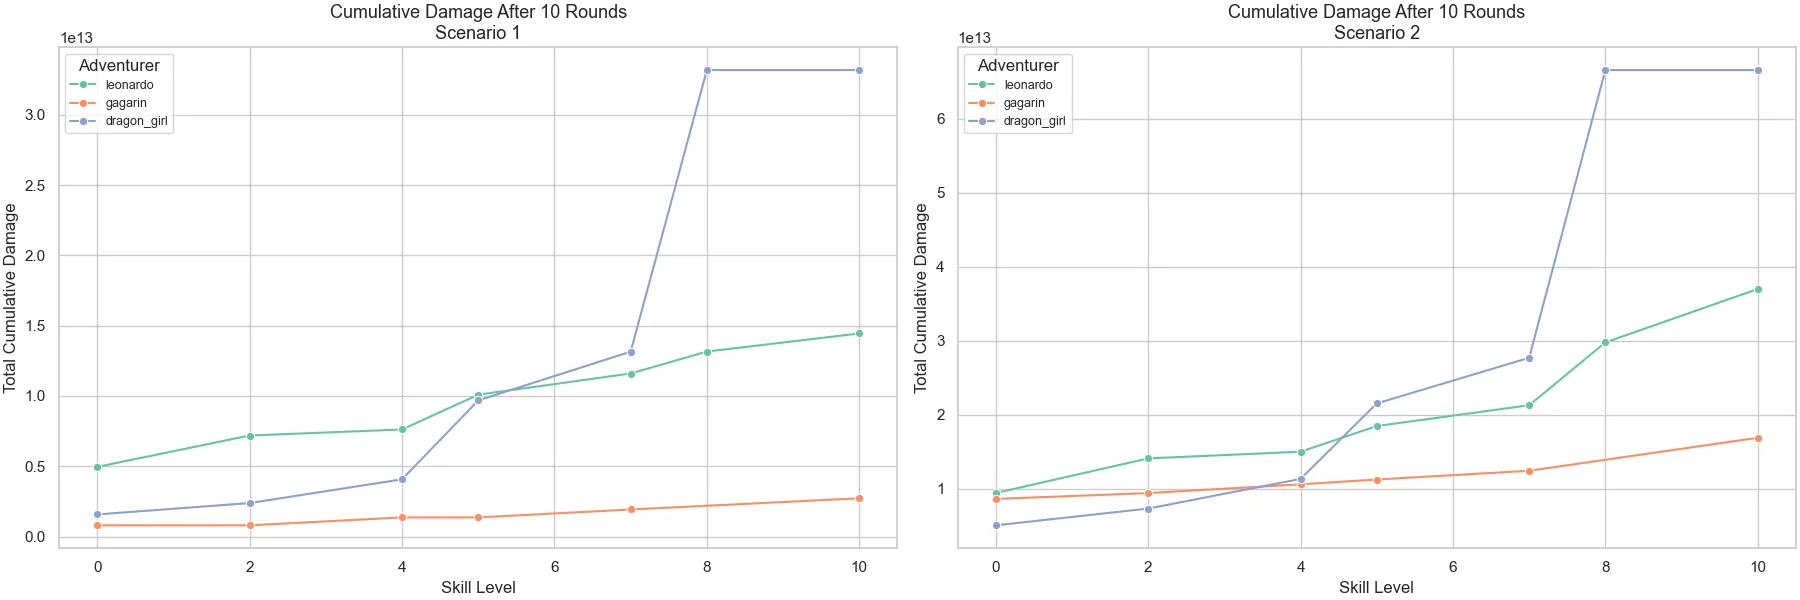 Cumulative Damage After 10 Rounds
Scenario 1
1e13
Adventurer
leonardo
gagarin
dragon_girl
3.0
2.5
2.0
1.5
1.0
0.5
0.0
Total Cumulative Damage
0 2 4 6 8 10
Skill Level
Cumulative Damage After 10 Rounds
Scenario 2
1e13
Adventurer
leonardo
gagarin
dragon_girl
6
5
4
3
2
1
Total Cumulative Damage
0 2 4 6 8 10
Skill Level